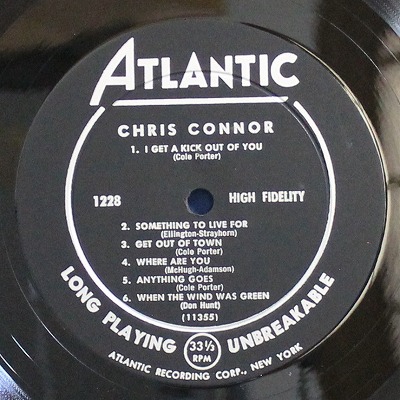 ATLANTIC
CHRIS CONNOR
1. I GET A KICK OUT OF YOU
(Cole Porter)
1228 HIGH FIDELITY
2. SOMETHING TO LIVE FOR
(Ellington-Strayhorn)
3. GET OUT OF TOWN
(Cole Porter)
4. WHERE ARE YOU
(McHugh-Adamson)
5. ANYTHING GOES
(Cole Porter)
6. WHEN THE WIND WAS GREEN
(Don Hunt)
(11355)
LONG PLAYING 33⅓ RPM UNBREAKABLE
ATLANTIC RECORDING CORP., NEW YORK